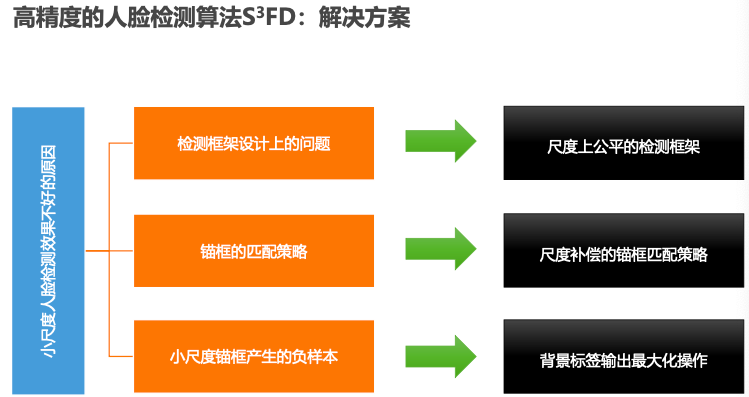 高精度的人脸检测算法S³FD：解决方案
小尺度人脸检测效果不好的原因
检测框架设计上的问题
尺度上公平的检测框架
锚框的匹配策略
尺度补偿的锚框匹配策略
小尺度锚框产生的负样本
背景标签输出最大化操作